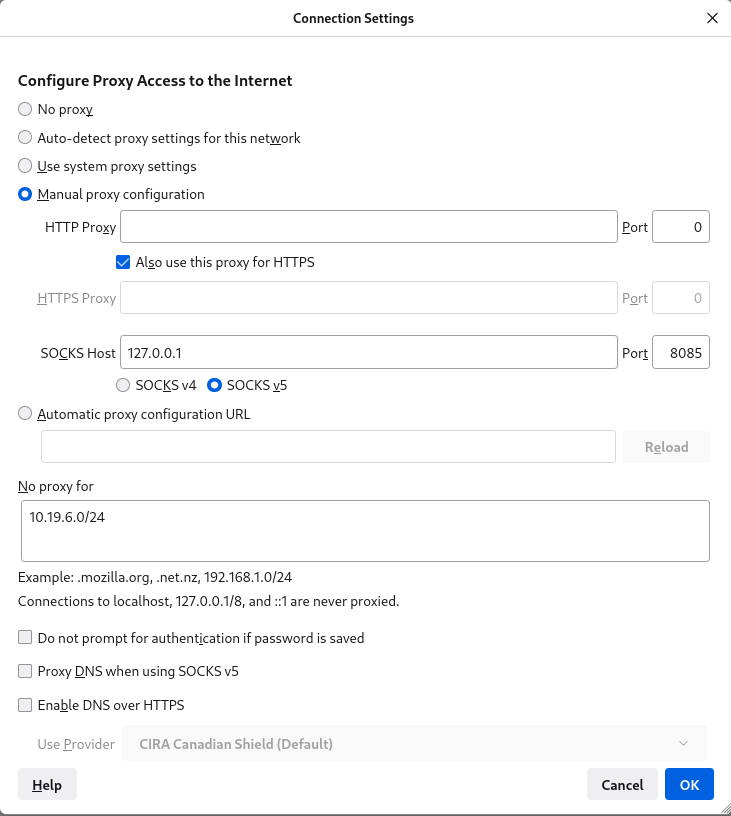 Connection Settings
Configure Proxy Access to the Internet
No proxy
Auto-detect proxy settings for this network
Use system proxy settings
Manual proxy configuration
HTTP Proxy Port 0
Also use this proxy for HTTPS
HTTPS Proxy Port 0
SOCKS Host 127.0.0.1 Port 8085
SOCKS v4 SOCKS v5
Automatic proxy configuration URL
Reload
No proxy for
10.19.6.0/24
Example: .mozilla.org, .net.nz, 192.168.1.0/24
Connections to localhost, 127.0.0.1/8, and ::1 are never proxied.
Do not prompt for authentication if password is saved
Proxy DNS when using SOCKS v5
Enable DNS over HTTPS
Use Provider CIRA Canadian Shield (Default)
Help Cancel OK